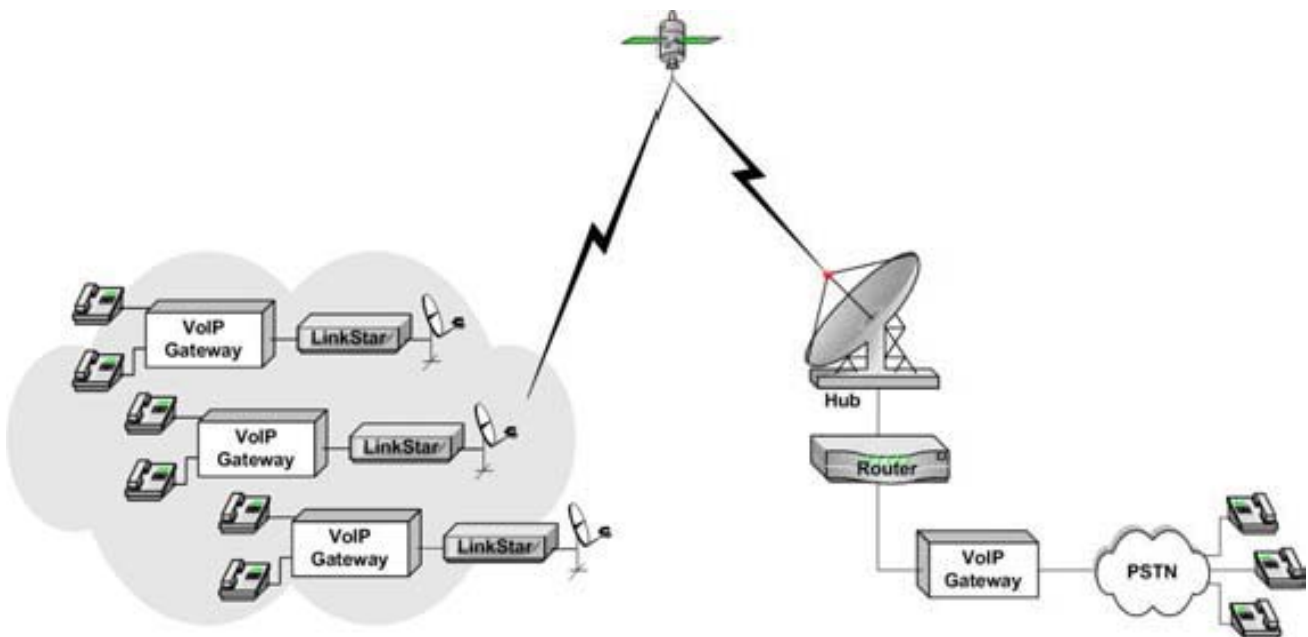 VoIP
Gateway
LinkStar
VoIP
Gateway
LinkStar
VoIP
Gateway
LinkStar
Hub
Router
VoIP
Gateway
PSTN